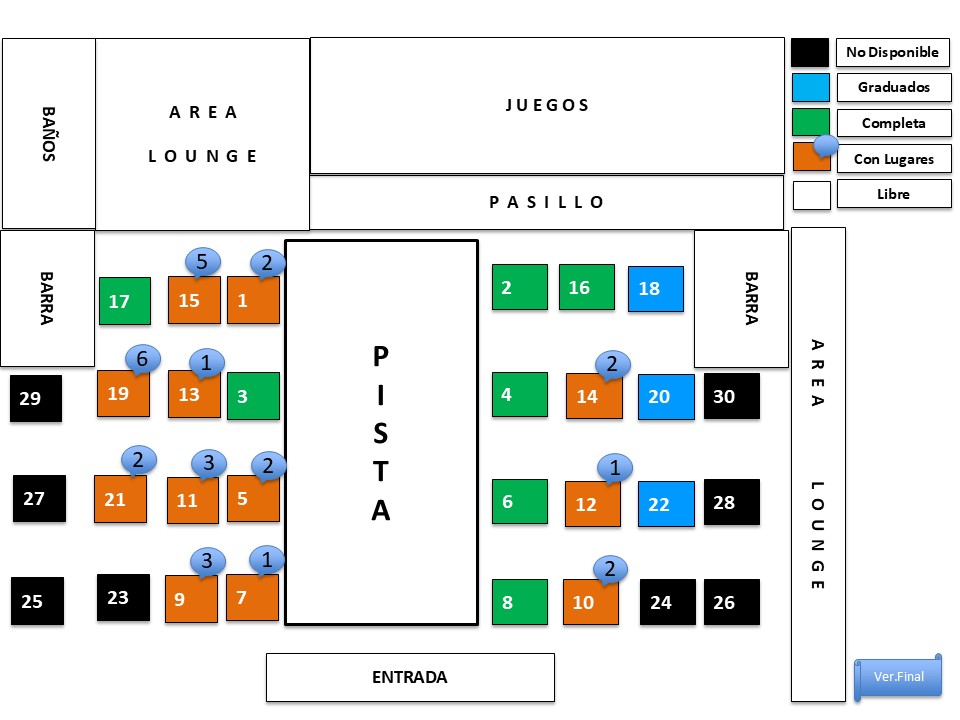 BAÑOS
AREA
LOUNGE
JUEGOS
PASILLO
No Disponible
Graduados
Completa
Con Lugares
Libre
BARRA
BARRA
5
2
17
15
1
2
16
18
6
1
2
29
19
13
3
4
14
20
30
2
3
2
1
27
21
11
5
6
12
22
28
3
1
2
25
23
9
7
8
10
24
26
PISTA
AREA LOUNGE
ENTRADA
Ver.Final